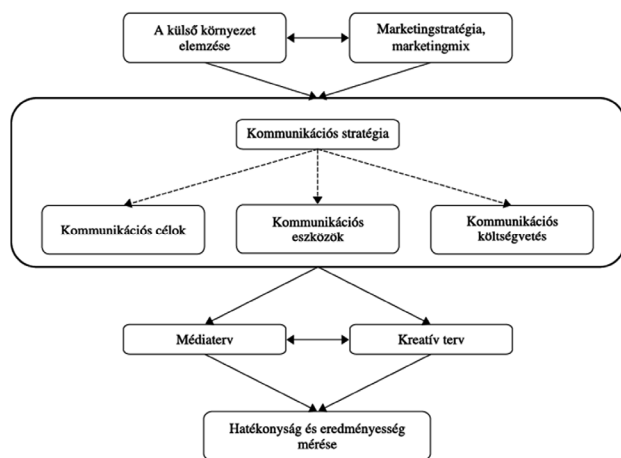 A külső környezet
elemzése
Marketingstratégia,
marketingmix
Kommunikációs stratégia
Kommunikációs célok
Kommunikációs
eszközök
Kommunikációs
költségvetés
Médiaterv
Kreatív terv
Hatékonyság és eredményesség
mérése